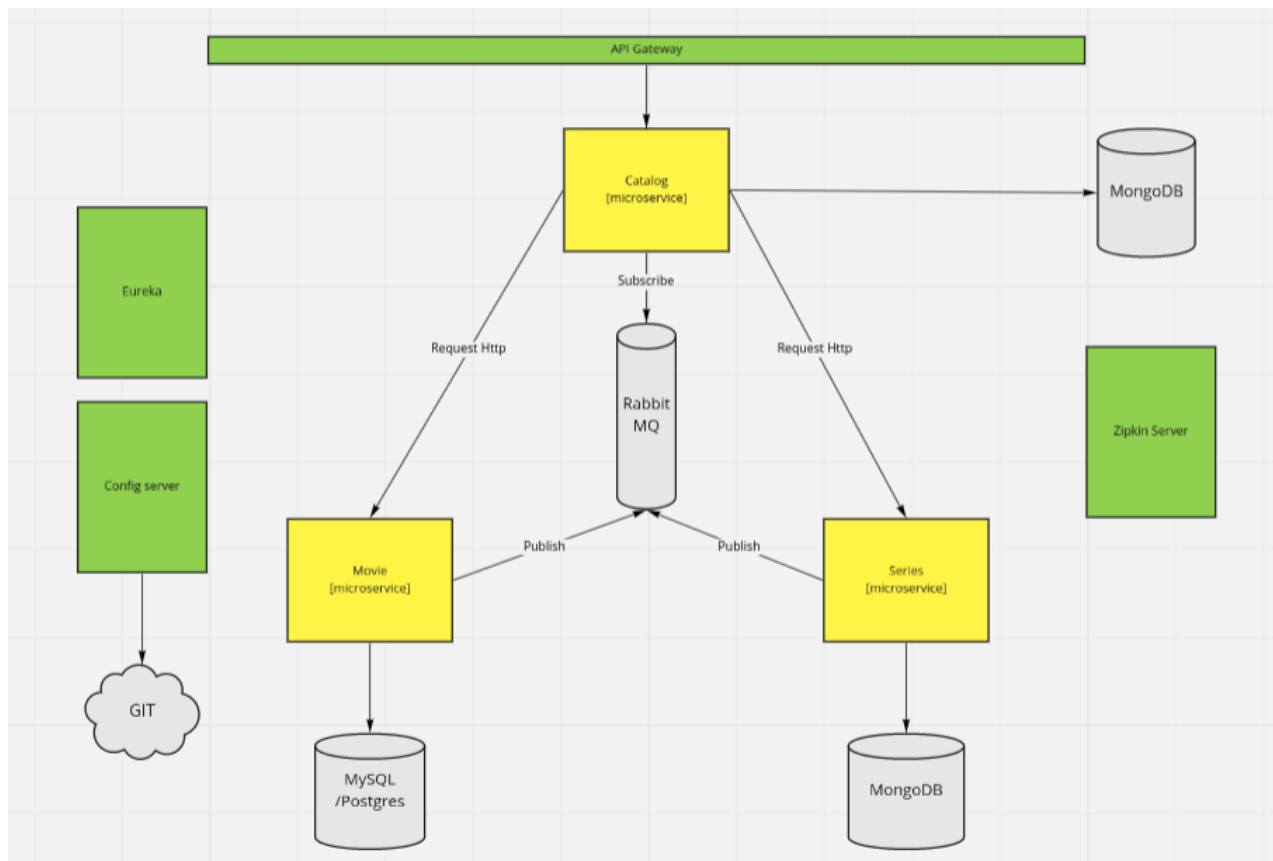 API Gateway
Catalog
[microservice]
MongoDB
Eureka
Subscribe
Request Http
Request Http
Rabbit
MQ
Zipkin Server
Config server
Publish
Publish
Movie
[microservice]
Series
[microservice]
GIT
MySQL
/Postgres
MongoDB